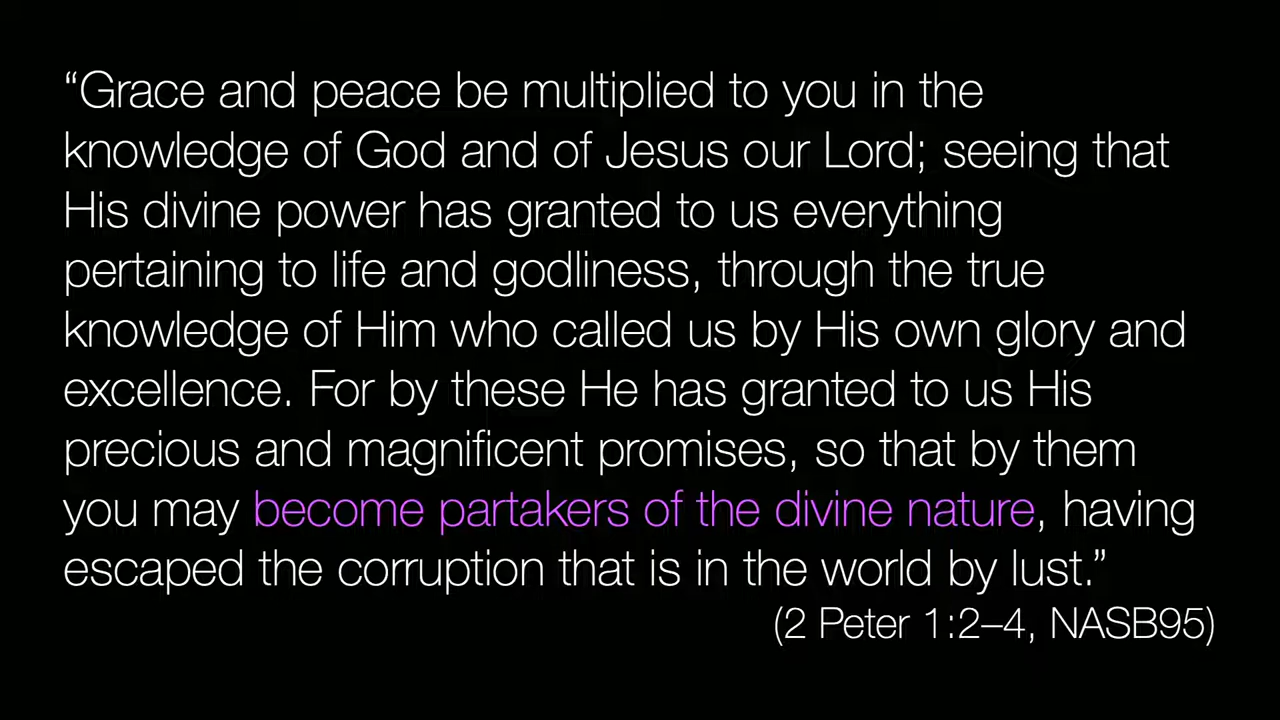 “Grace and peace be multiplied to you in the
knowledge of God and of Jesus our Lord; seeing that
His divine power has granted to us everything
pertaining to life and godliness, through the true
knowledge of Him who called us by His own glory and
excellence. For by these He has granted to us His
precious and magnificent promises, so that by them
you may become partakers of the divine nature, having
escaped the corruption that is in the world by lust.”
(2 Peter 1:2–4, NASB95)